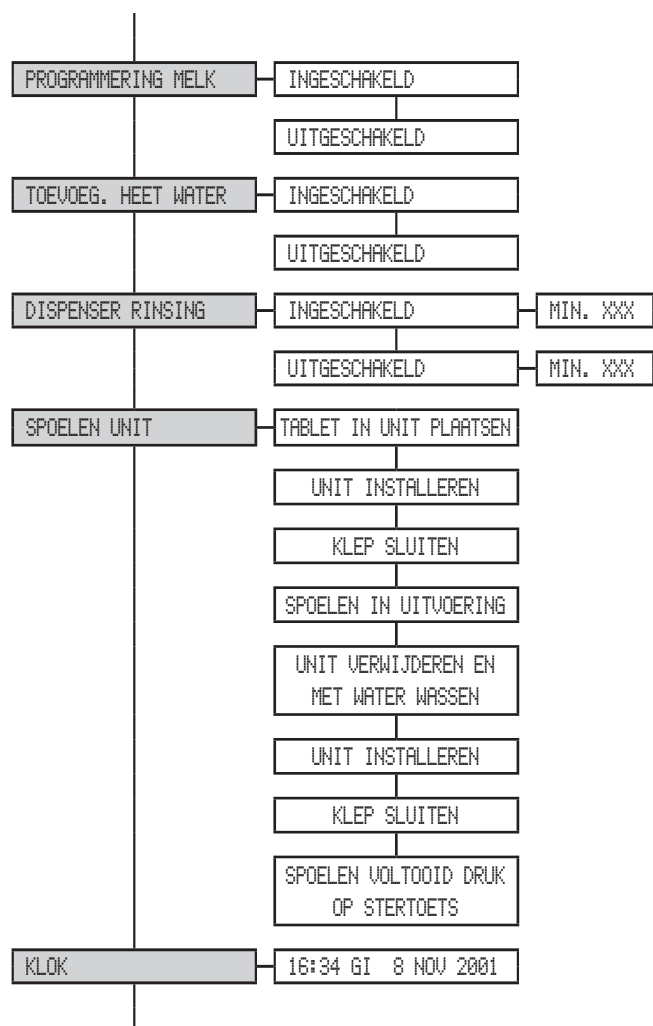 PROGRAMMERING MELK
INGESCHAKELD
UITGESCHAKELD
TOEVOEG. HEET WATER
INGESCHAKELD
UITGESCHAKELD
DISPENSER RINSING
INGESCHAKELD
MIN. XXX
UITGESCHAKELD
MIN. XXX
SPOELEN UNIT
TABLET IN UNIT PLAATSEN
UNIT INSTALLEREN
KLEP SLUITEN
SPOELEN IN UITVOERING
UNIT VERWIJDEREN EN
MET WATER WASSEN
UNIT INSTALLEREN
KLEP SLUITEN
SPOELEN VOLTOOID DRUK
OP STERTOETS
KLOK
16:34 GI 8 NOV 2001